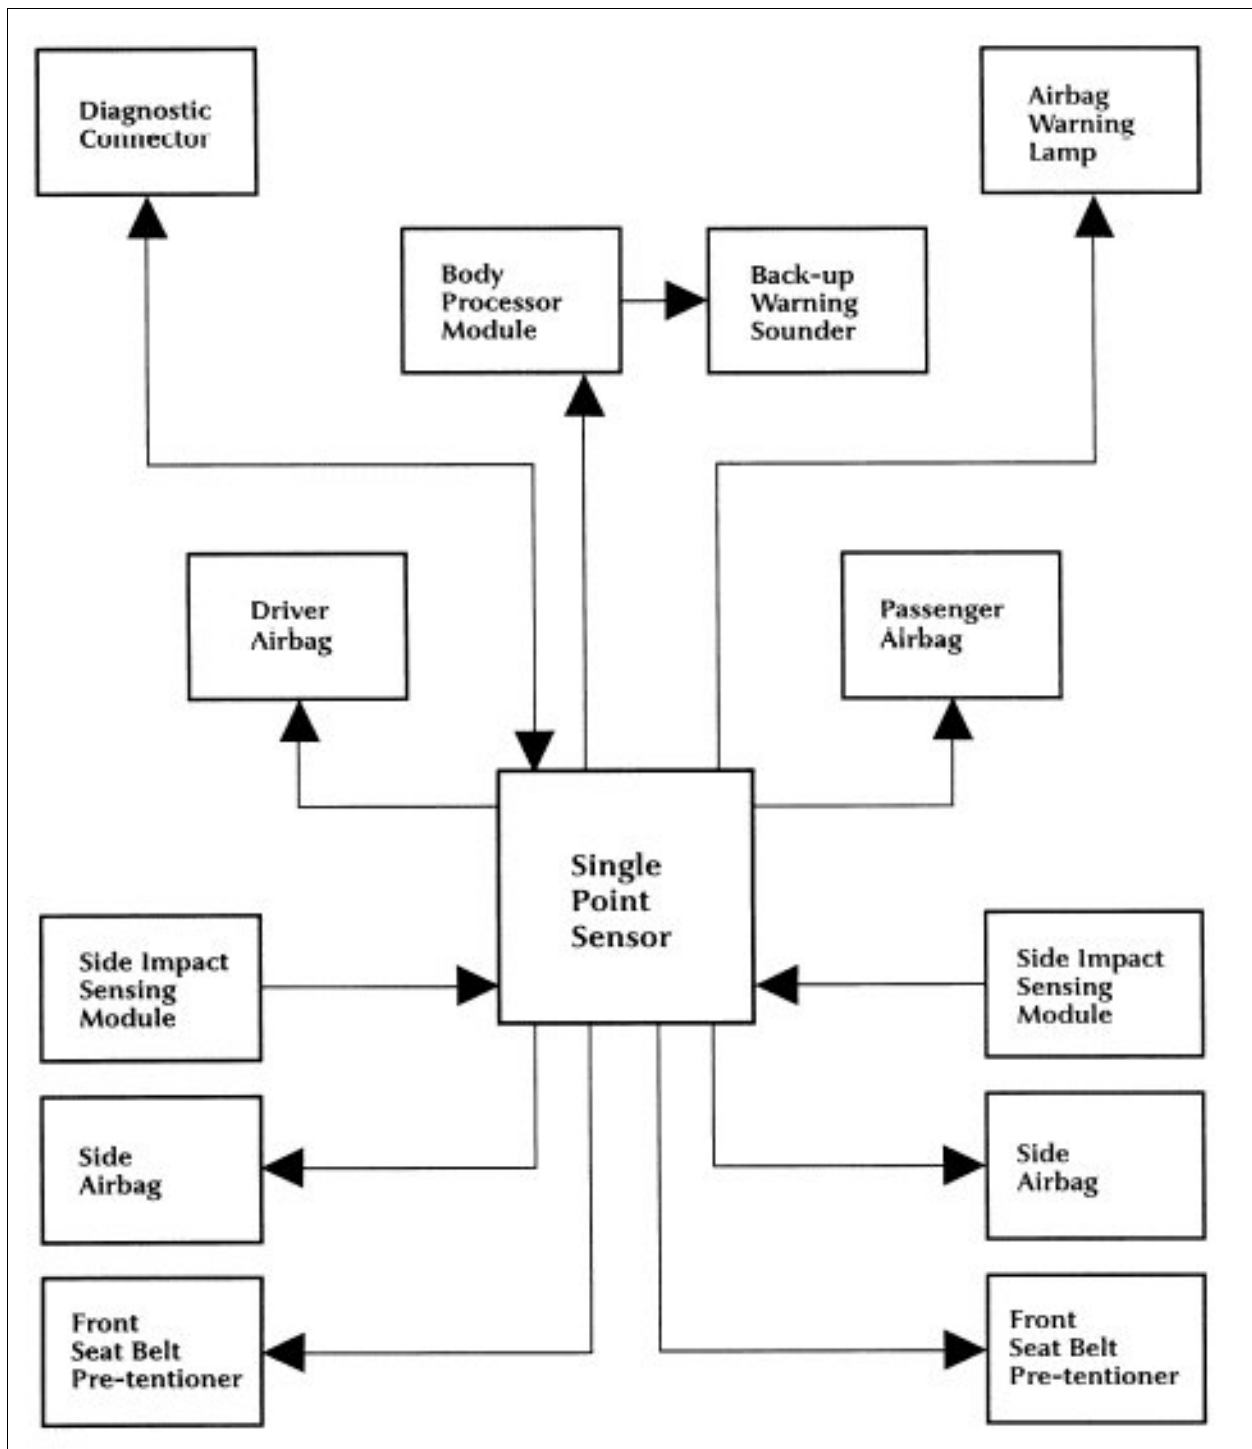 Diagnostic
Connector
Airbag
Warning
Lamp
Body
Processor
Module
Back-up
Warning
Sounder
Driver
Airbag
Passenger
Airbag
Single
Point
Sensor
Side Impact
Sensing
Module
Side Impact
Sensing
Module
Side
Airbag
Side
Airbag
Front
Seat Belt
Pre-tentioner
Front
Seat Belt
Pre-tentioner